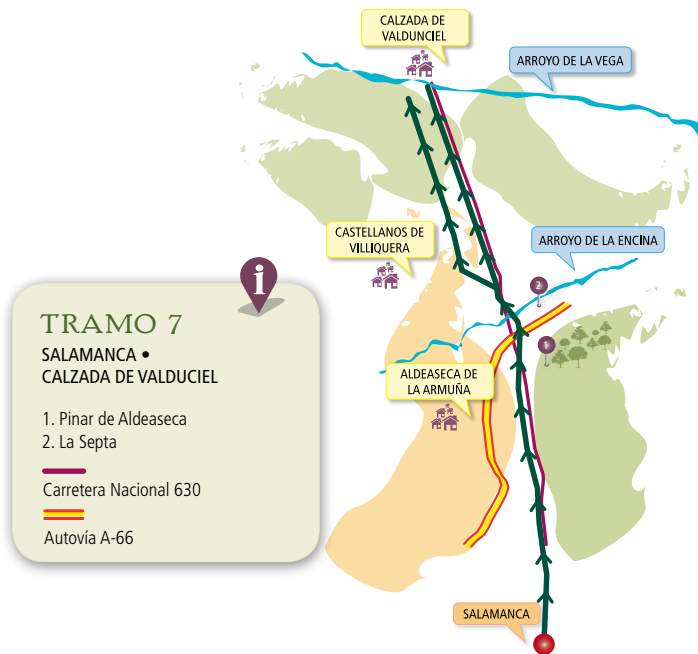 CALZADA DE
VALDUNCIEL
ARROYO DE LA VEGA
CASTELLANOS DE
VILLIQUERA
ARROYO DE LA ENCINA
2
1
ALDEASECA DE
LA ARMUÑA
SALAMANCA
i
TRAMO 7
SALAMANCA •
CALZADA DE VALDUCIEL
1. Pinar de Aldeaseca
2. La Septa
Carretera Nacional 630
Autovía A-66